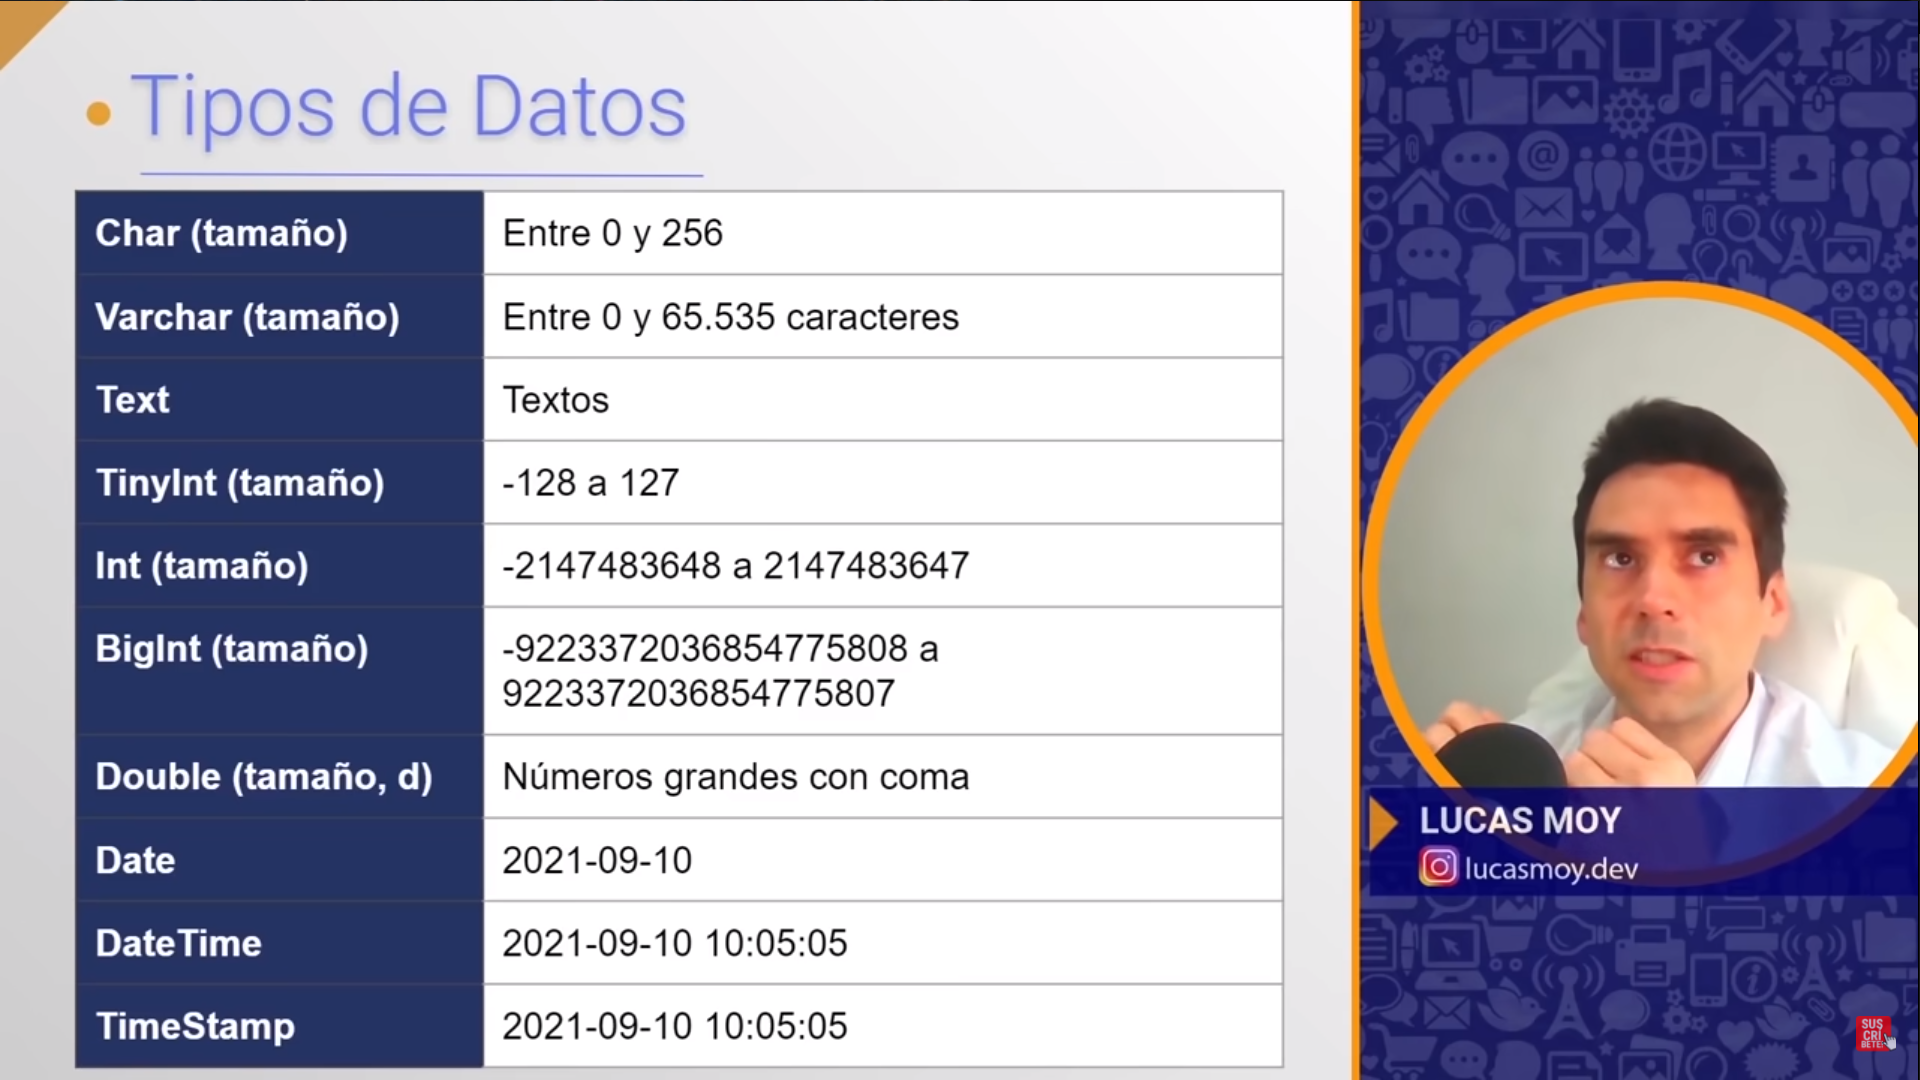 Tipos de Datos
Char (tamaño) Entre 0 y 256
Varchar (tamaño) Entre 0 y 65.535 caracteres
Text Textos
TinyInt (tamaño) -128 a 127
Int (tamaño) -2147483648 a 2147483647
BigInt (tamaño) -9223372036854775808 a
9223372036854775807
Double (tamaño, d) Números grandes con coma
Date 2021-09-10
DateTime 2021-09-10 10:05:05
TimeStamp 2021-09-10 10:05:05
LUCAS MOY
lucasmoy.dev
SUS
CRÍ
BETE